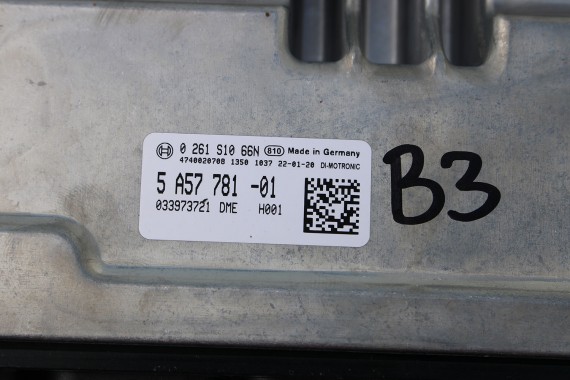 0 261 S10 66N 810 Made in Germany
4740020708 1350 1037 22-01-20 DI-MOTRONIC
5 A57 781 -01
033973721 DME H001
B3